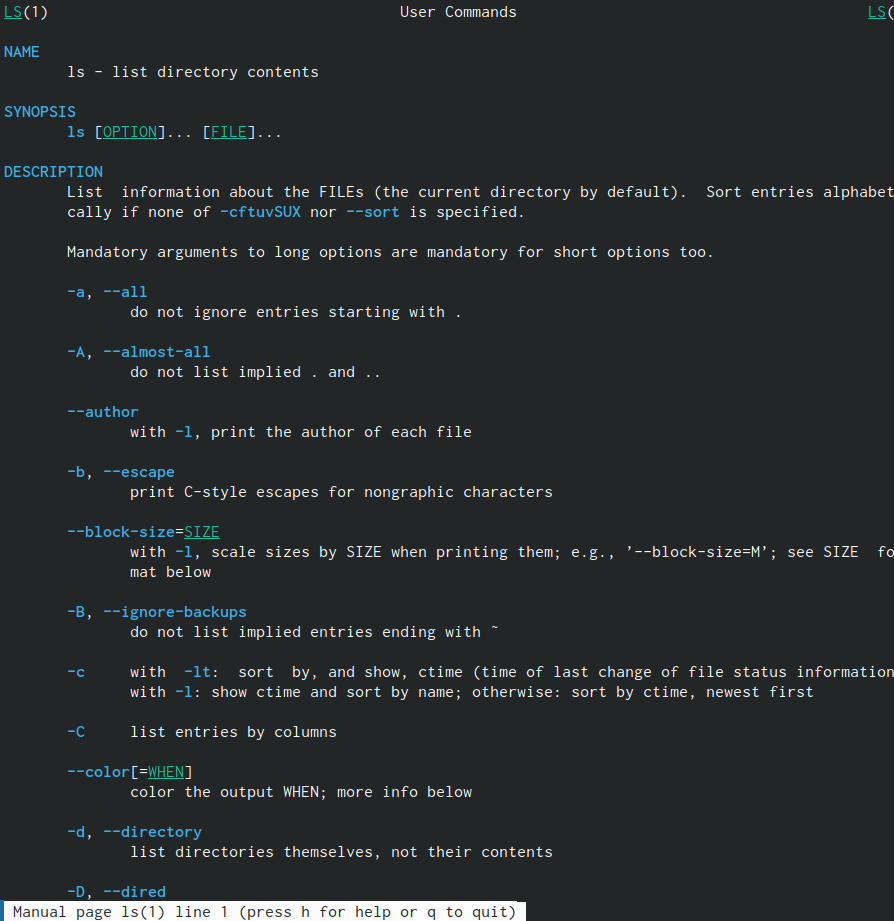 LS(1) User Commands LS(
NAME
ls - list directory contents
SYNOPSIS
ls [OPTION]... [FILE]...
DESCRIPTION
List information about the FILEs (the current directory by default). Sort entries alphabet
cally if none of -cftuvSUX nor --sort is specified.
Mandatory arguments to long options are mandatory for short options too.
-a, --all
do not ignore entries starting with .
-A, --almost-all
do not list implied . and ..
--author
with -l, print the author of each file
-b, --escape
print C-style escapes for nongraphic characters
--block-size=SIZE
with -l, scale sizes by SIZE when printing them; e.g., '--block-size=M'; see SIZE fo
mat below
-B, --ignore-backups
do not list implied entries ending with ~
-c with -lt: sort by, and show, ctime (time of last change of file status information
with -l: show ctime and sort by name; otherwise: sort by ctime, newest first
-C list entries by columns
--color[=WHEN]
color the output WHEN; more info below
-d, --directory
list directories themselves, not their contents
-D, --dired
Manual page ls(1) line 1 (press h for help or q to quit)